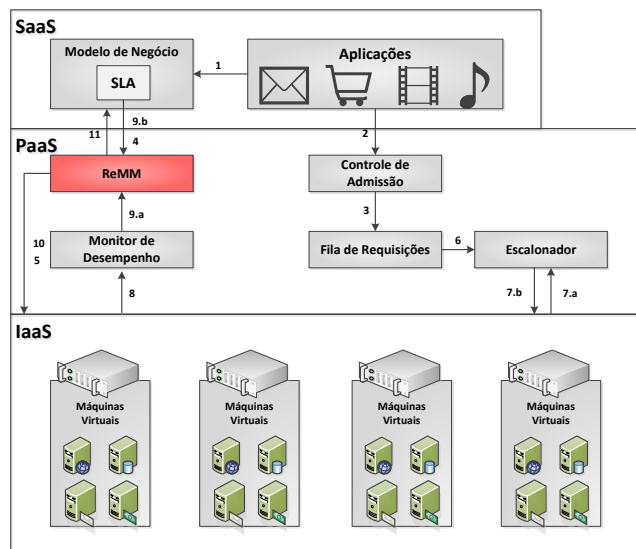 SaaS
Modelo de Negócio
SLA
1
Aplicações
11
9.b
4
2
PaaS
ReMM
Controle de
Admissão
9.a
3
10
5
Monitor de
Desempenho
Fila de Requisições
6
Escalonador
8
7.b
7.a
IaaS
Máquinas
Virtuais
Máquinas
Virtuais
Máquinas
Virtuais
Máquinas
Virtuais